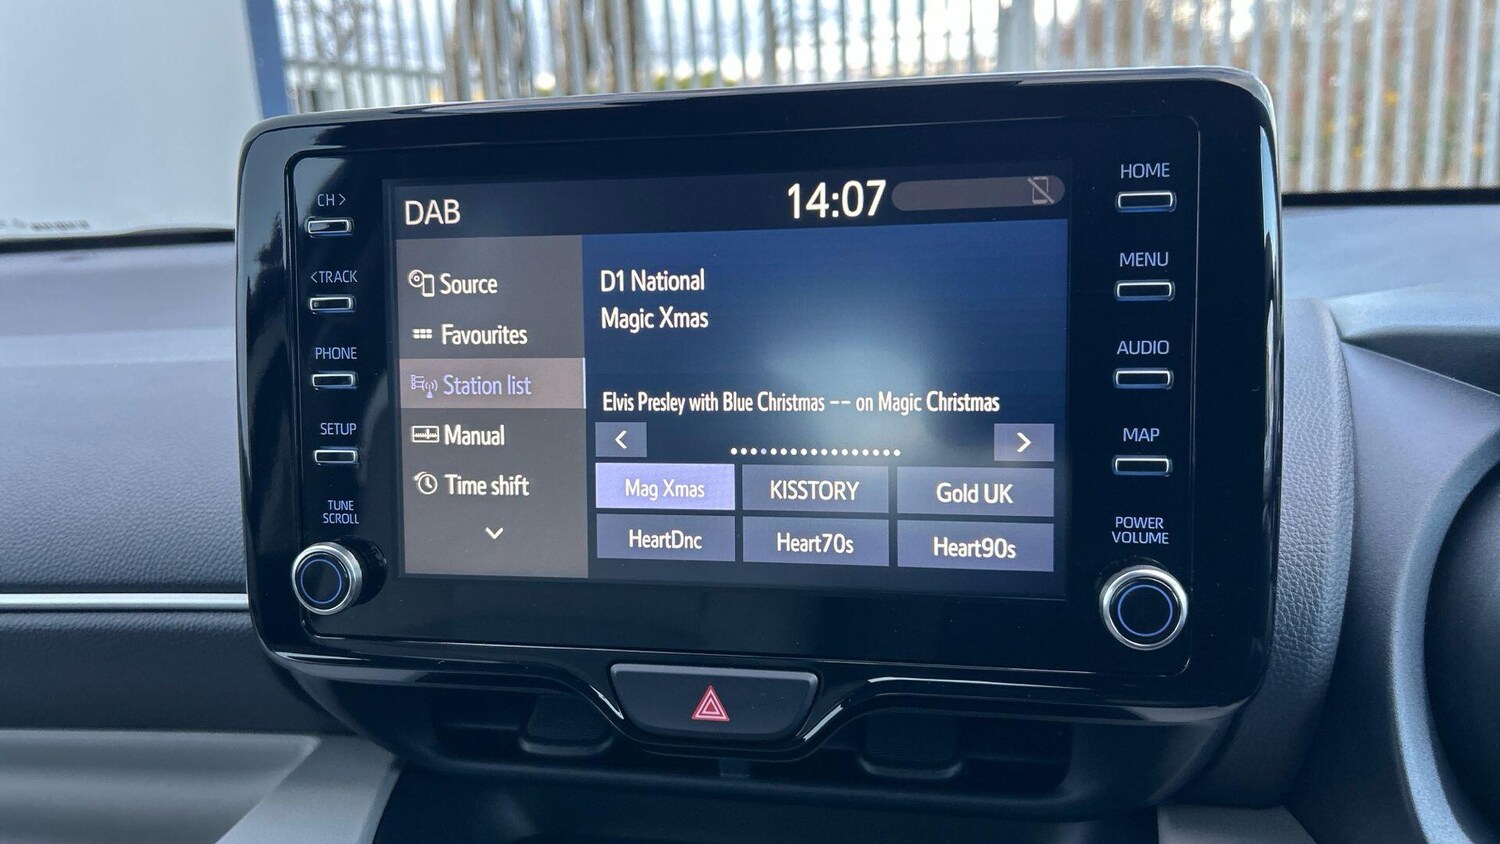 CH >
< TRACK
PHONE
SETUP
TUNE
SCROLL
DAB
14:07
Source
Favourites
Station list
Manual
Time shift
D1 National
Magic Xmas
Elvis Presley with Blue Christmas -- on Magic Christmas
Mag Xmas
KISSTORY
Gold UK
HeartDnc
Heart70s
Heart90s
HOME
MENU
AUDIO
MAP
POWER
VOLUME